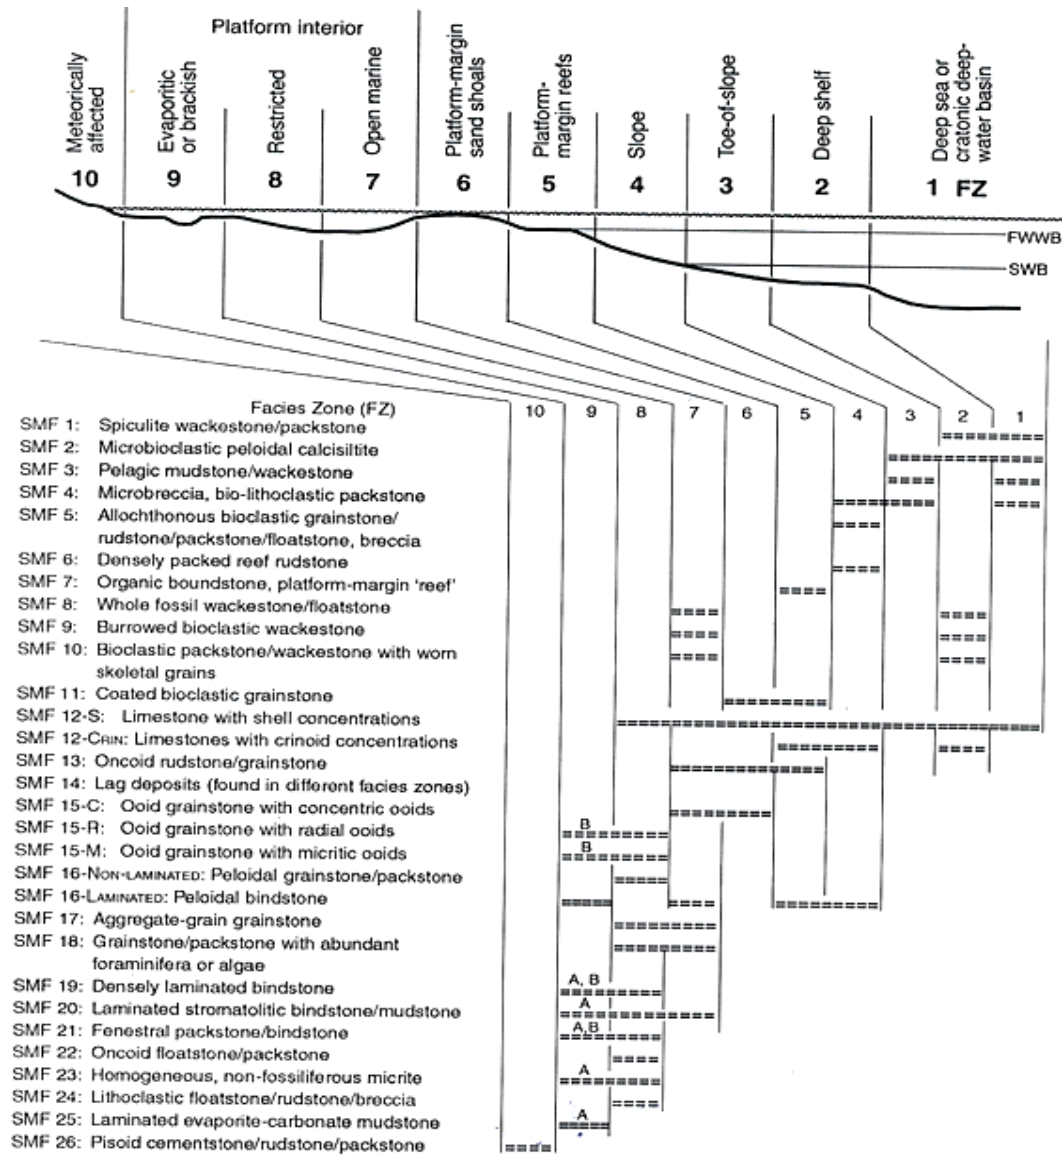 Platform interior
Meteorically
affected
Evaporitic
or brackish
Restricted
Open marine
Platform-margin
sand shoals
Platform-
margin reefs
Slope
Toe-of-slope
Deep shelf
Deep sea or
cratonic deep-
water basin
10 9 8 7 6 5 4 3 2 1 FZ
FWWB
SWB
Facies Zone (FZ) 10 9 8 7 6 5 4 3 2 1
SMF 1: Spiculite wackestone/packstone
SMF 2: Microbioclastic peloidal calcisiltite
SMF 3: Pelagic mudstone/wackestone
SMF 4: Microbreccia, bio-lithoclastic packstone
SMF 5: Allochthonous bioclastic grainstone/
rudstone/packstone/floatstone, breccia
SMF 6: Densely packed reef rudstone
SMF 7: Organic boundstone, platform-margin 'reef'
SMF 8: Whole fossil wackestone/floatstone
SMF 9: Burrowed bioclastic wackestone
SMF 10: Bioclastic packstone/wackestone with worn
skeletal grains
SMF 11: Coated bioclastic grainstone
SMF 12-S: Limestone with shell concentrations
SMF 12-CRIN: Limestones with crinoid concentrations
SMF 13: Oncoid rudstone/grainstone
SMF 14: Lag deposits (found in different facies zones)
SMF 15-C: Ooid grainstone with concentric ooids
SMF 15-R: Ooid grainstone with radial ooids B
SMF 15-M: Ooid grainstone with micritic ooids B
SMF 16-NON-LAMINATED: Peloidal grainstone/packstone
SMF 16-LAMINATED: Peloidal bindstone
SMF 17: Aggregate-grain grainstone
SMF 18: Grainstone/packstone with abundant
foraminifera or algae
SMF 19: Densely laminated bindstone A, B
SMF 20: Laminated stromatolitic bindstone/mudstone A
SMF 21: Fenestral packstone/bindstone A,B
SMF 22: Oncoid floatstone/packstone
SMF 23: Homogeneous, non-fossiliferous micrite A
SMF 24: Lithoclastic floatstone/rudstone/breccia
SMF 25: Laminated evaporite-carbonate mudstone A
SMF 26: Pisoid cementstone/rudstone/packstone